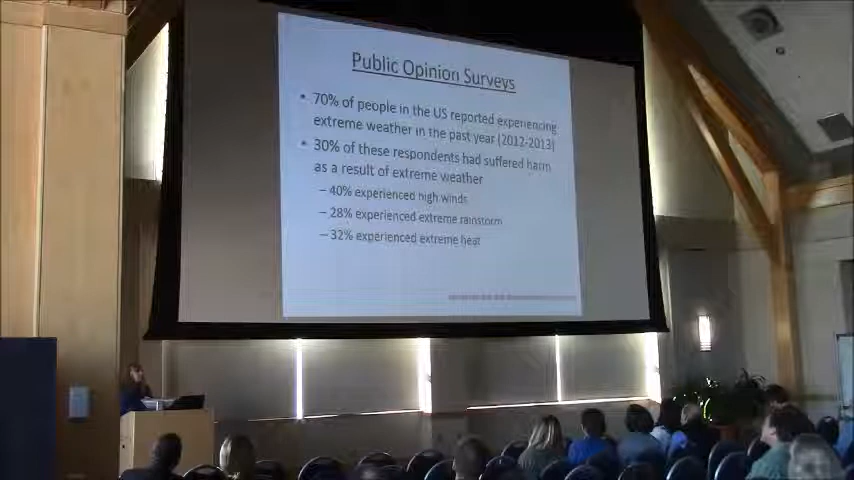 Public Opinion Surveys
• 70% of people in the US reported experiencing
extreme weather in the past year (2012-2013)
• 30% of these respondents had suffered harm
as a result of extreme weather
– 40% experienced high winds
– 28% experienced extreme rainstorm
– 32% experienced extreme heat